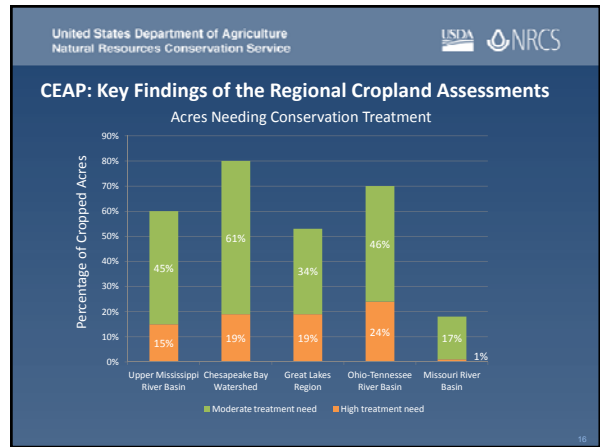 United States Department of Agriculture
Natural Resources Conservation Service
USDA NRCS
CEAP: Key Findings of the Regional Cropland Assessments
Acres Needing Conservation Treatment
Percentage of Cropped Acres
90%
80%
70%
60%
50%
40%
30%
20%
10%
0%
45%
15%
61%
19%
34%
19%
46%
24%
17%
1%
Upper Mississippi
River Basin
Chesapeake Bay
Watershed
Great Lakes
Region
Ohio-Tennessee
River Basin
Missouri River
Basin
Moderate treatment need
High treatment need
16